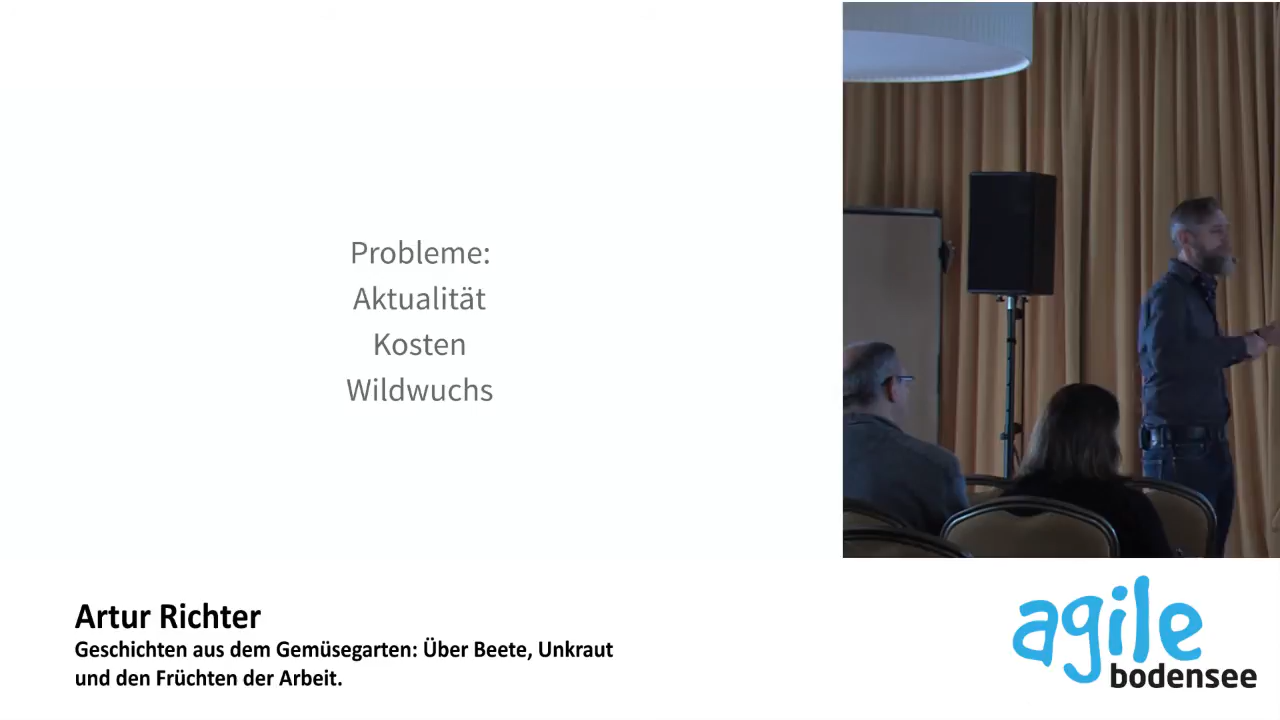 Probleme:
Aktualität
Kosten
Wildwuchs
Artur Richter
Geschichten aus dem Gemüsegarten: Über Beete, Unkraut
und den Früchten der Arbeit.
agile
bodensee